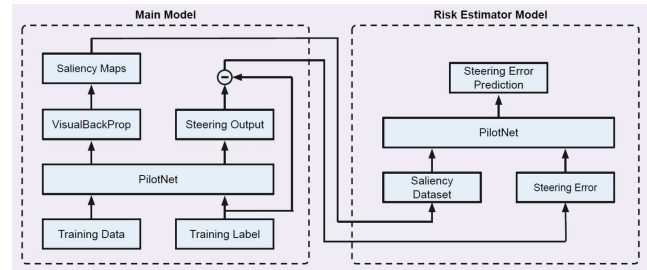 Main Model
Risk Estimator Model
Saliency Maps
VisualBackProp
Steering Output
PilotNet
Training Data
Training Label
Steering Error
Prediction
PilotNet
Saliency
Dataset
Steering Error